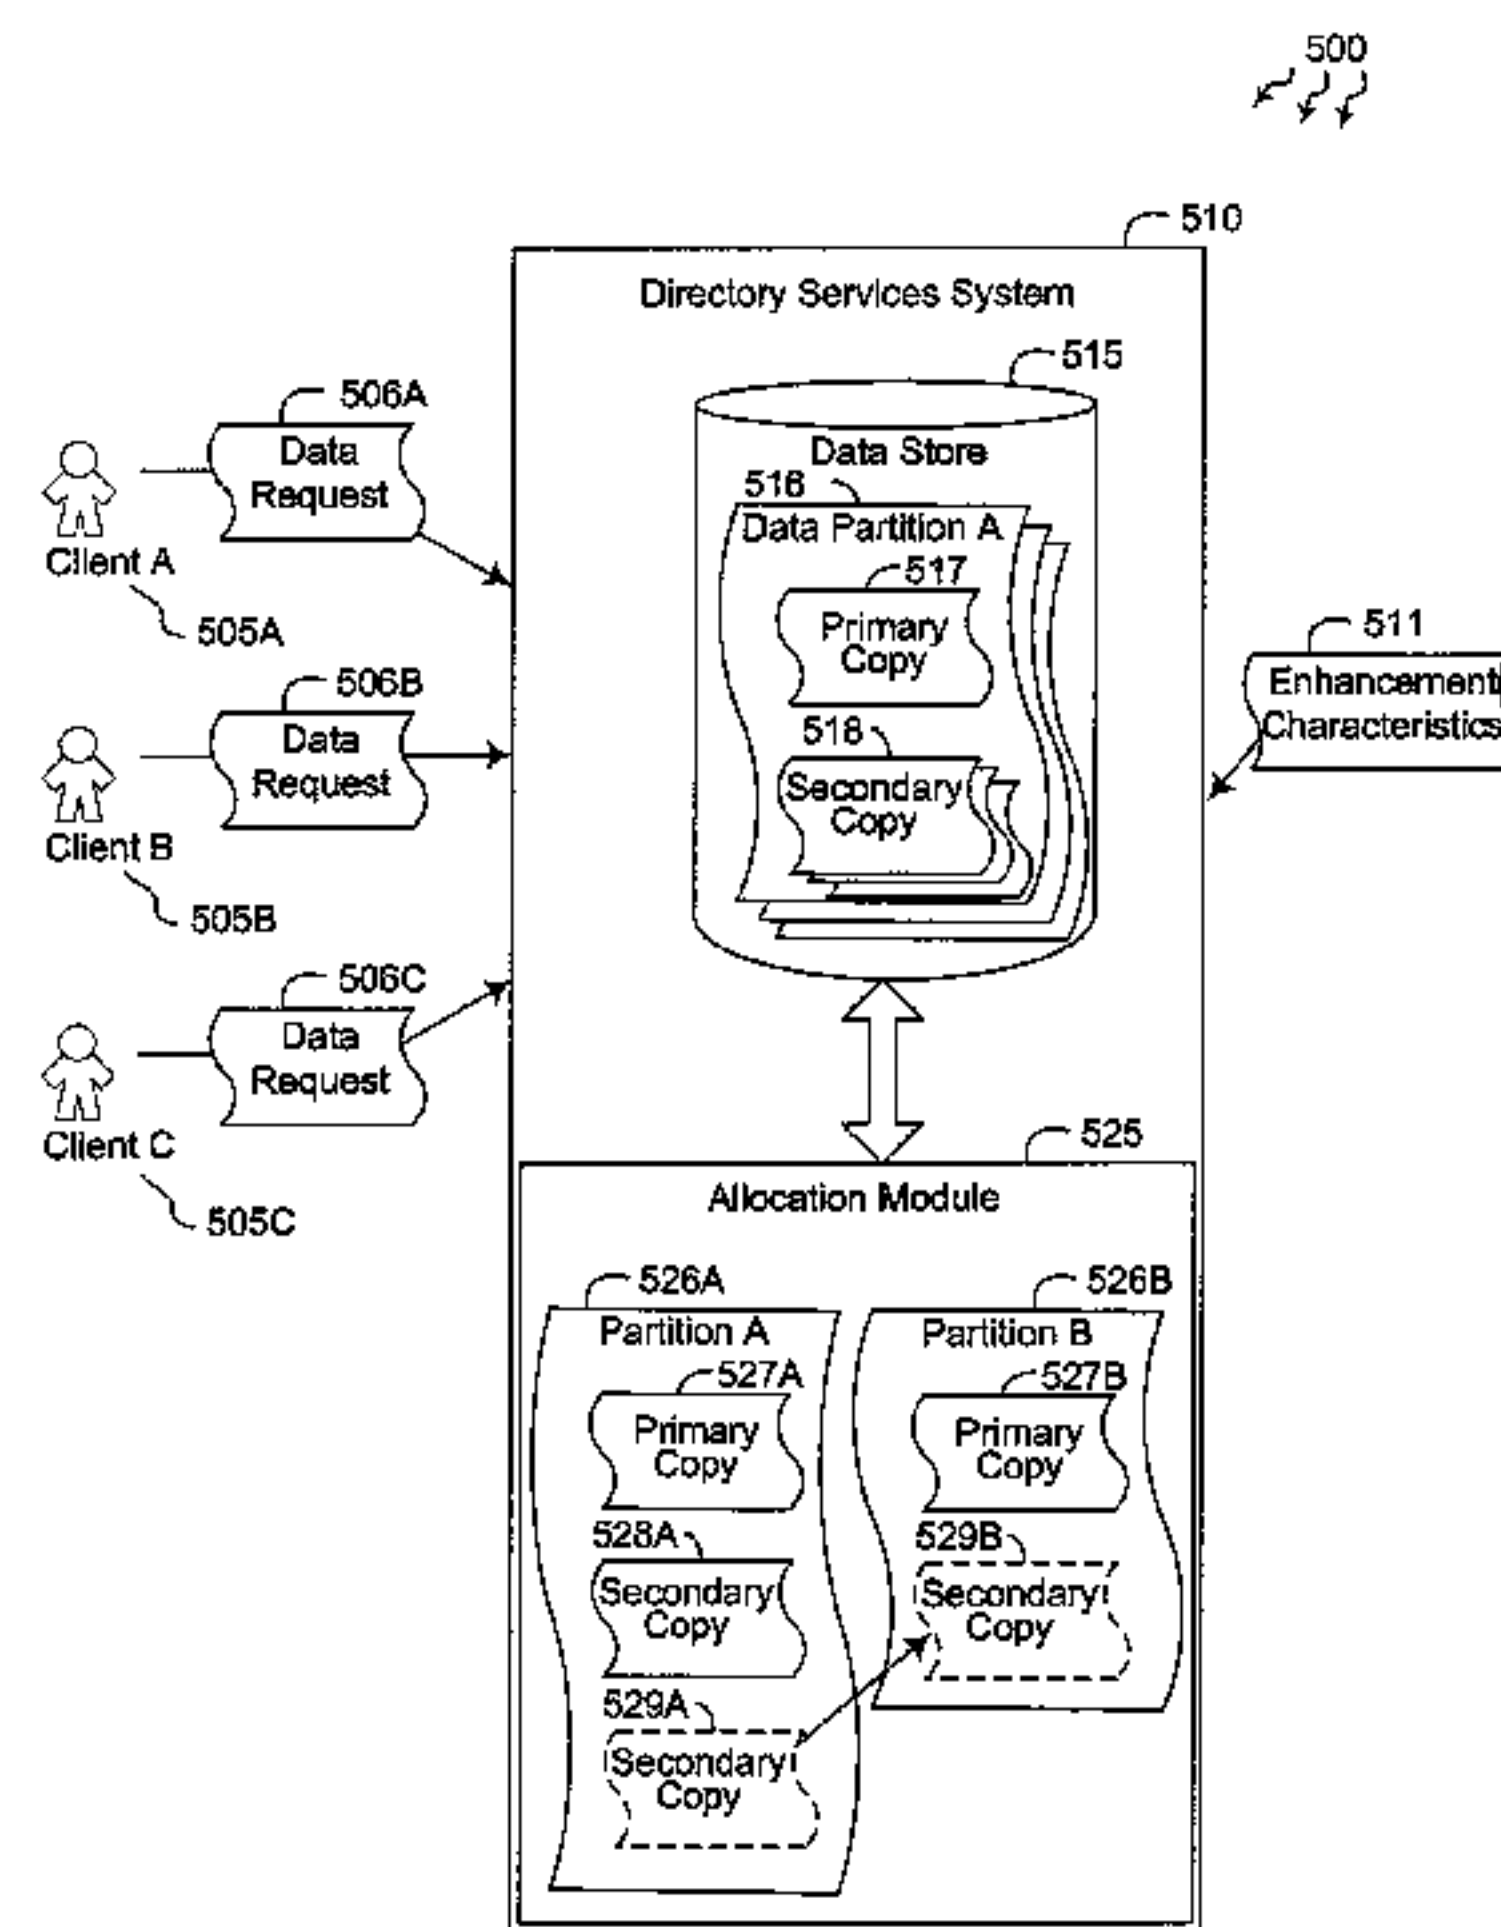 500
510
Directory Services System
515
Data Store
516
Data Partition A
517
Primary
Copy
518
Secondary
Copy
506A
Data
Request
Client A
505A
506B
Data
Request
Client B
505B
506C
Data
Request
Client C
505C
511
Enhancement
Characteristics
525
Allocation Module
526A
Partition A
527A
Primary
Copy
528A
Secondary
Copy
529A
Secondary
Copy
526B
Partition B
527B
Primary
Copy
529B
Secondary
Copy